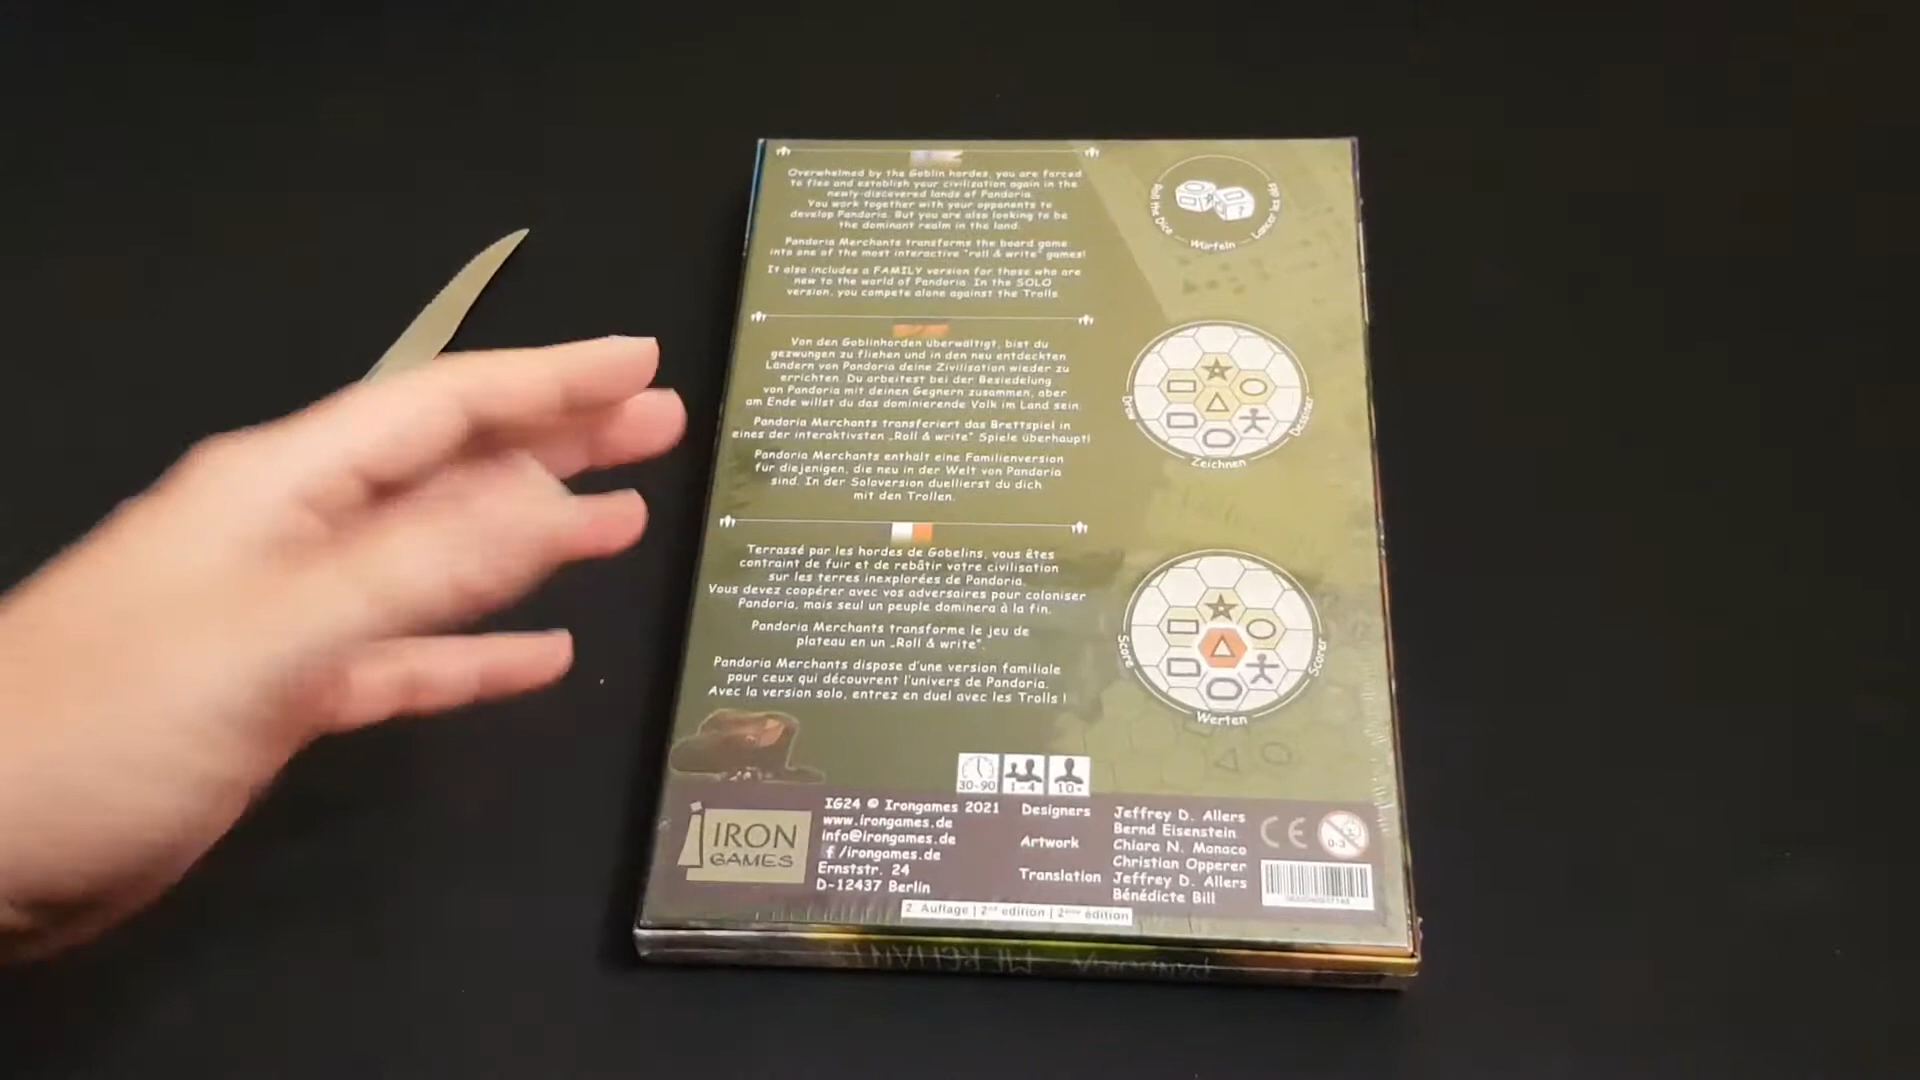 Overwhelmed by the Goblin hordes, you are forced
to flee and establish your civilization again in the
newly-discovered lands of Pandoria.
You work together with your opponents to
develop Pandoria. But you are also looking to be
the dominant realm in the land.
Pandoria Merchants transforms the board game
into one of the most interactive "roll & write" games!
It also includes a FAMILY version for those who are
new to the world of Pandoria. In the SOLO
version, you compete alone against the Trolls.
Von den Goblinhorden überwältigt, bist du
gezwungen zu fliehen und in den neu entdeckten
Ländern von Pandoria deine Zivilisation wieder zu
errichten. Du arbeitest bei der Besiedelung
von Pandoria mit deinen Gegnern zusammen, aber
am Ende willst du das dominierende Volk im Land sein.
Pandoria Merchants transferiert das Brettspiel in
eines der interaktivsten „Roll & write" Spiele überhaupt!
Pandoria Merchants enthält eine Familienversion
für diejenigen, die neu in der Welt von Pandoria
sind. In der Soloversion duellierst du dich
mit den Trollen.
Terrassé par les hordes de Gobelins, vous êtes
contraint de fuir et de rebâtir votre civilisation
sur les terres inexplorées de Pandoria.
Vous devez coopérer avec vos adversaires pour coloniser
Pandoria, mais seul un peuple dominera à la fin.
Pandoria Merchants transforme le jeu de
plateau en un „Roll & write".
Pandoria Merchants dispose d'une version familiale
pour ceux qui découvrent l'univers de Pandoria.
Avec la version solo, entrez en duel avec les Trolls !
Roll the Dice
Würfeln
Lancer les dés
?
Draw
Zeichnen
Dessiner
Score
Werten
Scorer
30-90
1-4
10+
IRON
GAMES
IG24 © Irongames 2021
www.irongames.de
info@irongames.de
f /irongames.de
Ernststr. 24
D-12437 Berlin
Designers
Artwork
Translation
Jeffrey D. Allers
Bernd Eisenstein
Chiara N. Monaco
Christian Opperer
Jeffrey D. Allers
Bénédicte Bill
CE
0-3
2. Auflage | 2nd edition | 2ème édition
PANDORIA MERCHANTS